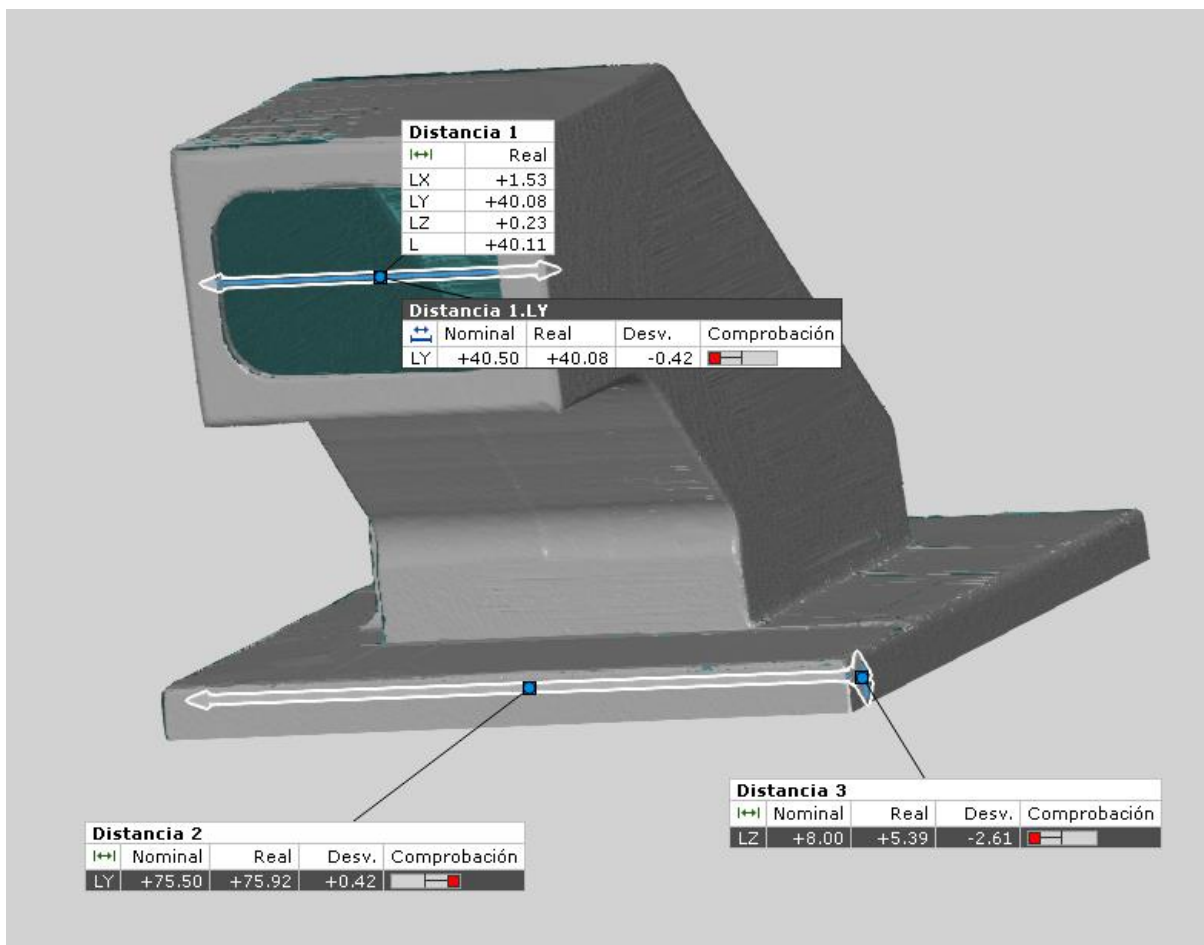 Distancia 1
Real
LX +1.53
LY +40.08
LZ +0.23
L +40.11
Distancia 1.LY
Nominal Real Desv. Comprobación
LY +40.50 +40.08 -0.42
Distancia 2
Nominal Real Desv. Comprobación
LY +75.50 +75.92 +0.42
Distancia 3
Nominal Real Desv. Comprobación
LZ +8.00 +5.39 -2.61